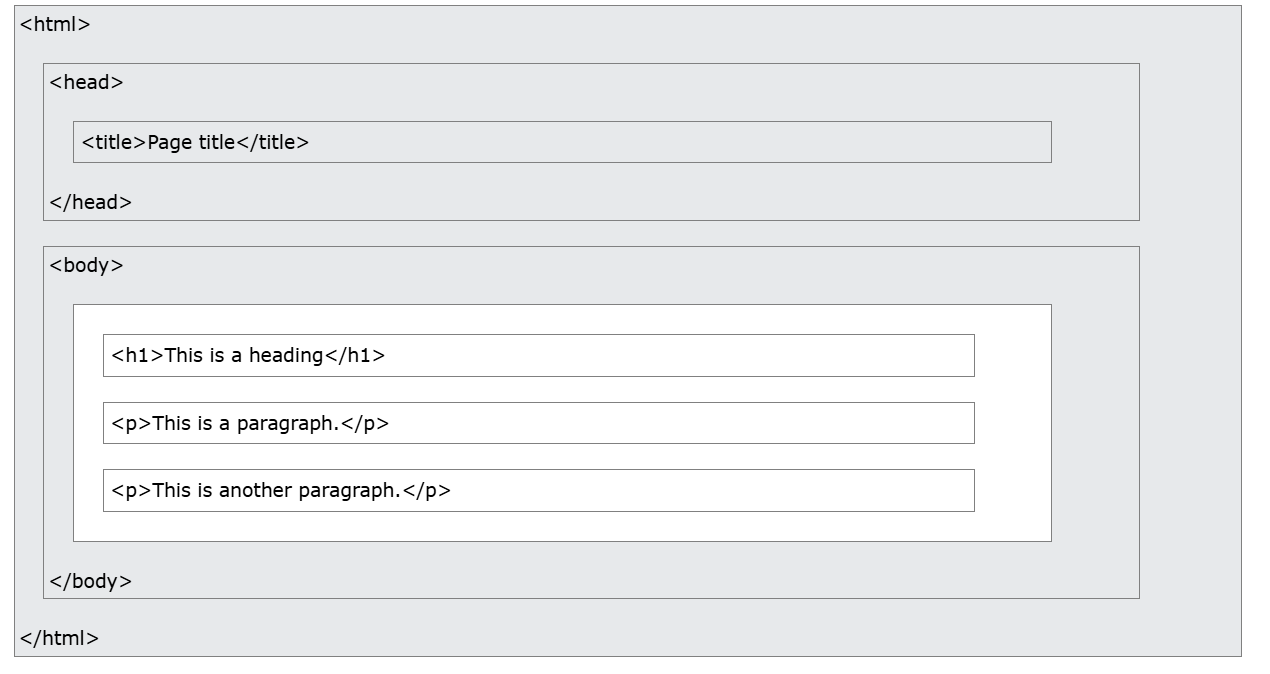 <html>
<head>
<title>Page title</title>
</head>
<body>
<h1>This is a heading</h1>
<p>This is a paragraph.</p>
<p>This is another paragraph.</p>
</body>
</html>